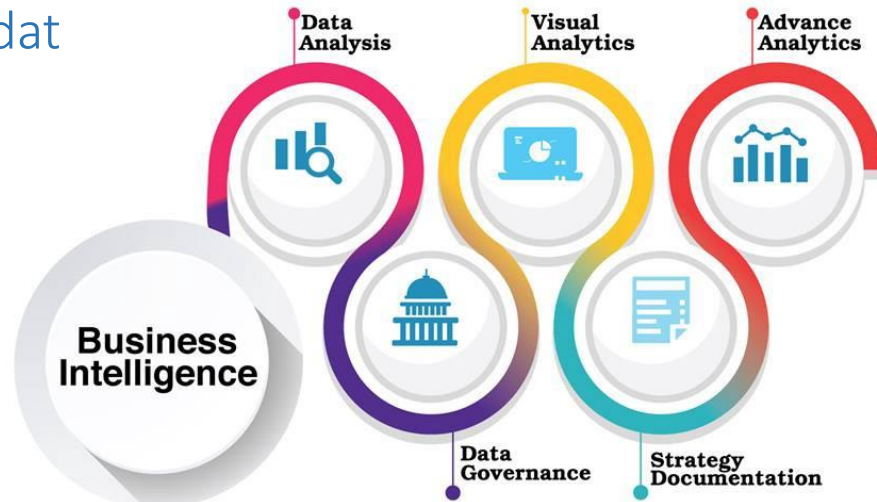 dat
Data
Analysis
Visual
Analytics
Advance
Analytics
Business
Intelligence
Data
Governance
Strategy
Documentation